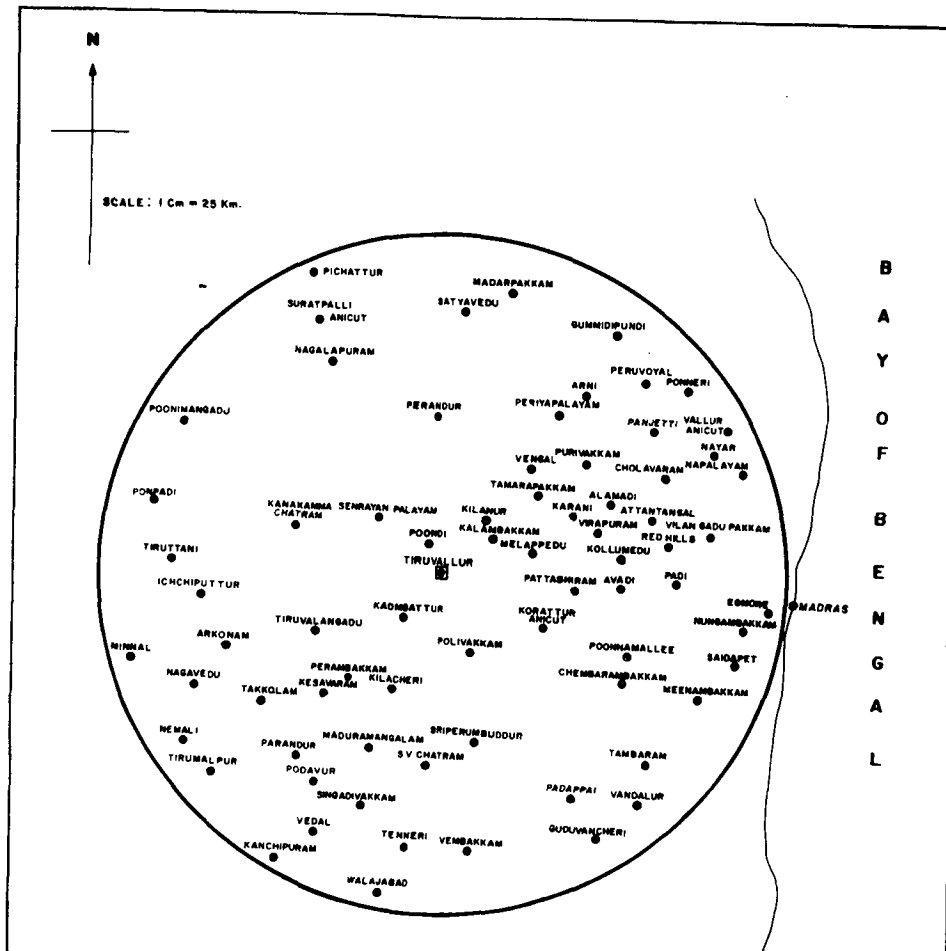 N
SCALE: 1 Cm = 25 Km.
PICHATTUR
MADARPAKKAM
SURATPALLI
ANICUT
SATYAVEDU
GUMMIDIPUNDI
NAGALAPURAM
PERUVOYAL
PONNERI
ARNI
POONIMANGADU
PERANDUR
PERIYAPALAYAM
PANJETTI
VALLUR
ANICUT
NAYAR
VENGAL
PURIVAKKAM
CHOLAVARAM
NAPALAYAM
PONPADI
TAMARAPAKKAM
ALAMADI
KANAKAMMA
CHATRAM
SENRAYAN PALAYAM
KILANUR
KARANI
ATTANTANGAL
VIRAPURAM
VILANGADUPAKKAM
KALAMBAKKAM
RED HILLS
POONDI
MELAPPEDU
KOLLUMEDU
TIRUTTANI
TIRUVALLUR
ICHCHIPUTTUR
PATTABHIRAM
AVADI
PADI
KADMBATTUR
KORATTUR
ANICUT
EGMORE
MADRAS
TIRUVALANGADU
NUNGAMBAKKAM
ARKONAM
POLIVAKKAM
POONNAMALLEE
MINNAL
SAIDAPET
PERAMBAKKAM
NAGAVEDU
KESAVARAM
KILACHERI
CHEMBARAMBAKKAM
TAKKOLAM
MEENAMBAKKAM
NEMALI
MADURAMANGALAM
SRIPERUMBUDDUR
PARANDUR
S.V CHATRAM
TAMBARAM
TIRUMALPUR
PODAVUR
PADAPPAI
VANDALUR
SINGADIVAKKAM
VEDAL
TENNERI
VEMBAKKAM
GUDUVANCHERI
KANCHIPURAM
WALAJABAD
BAY OF BENGAL